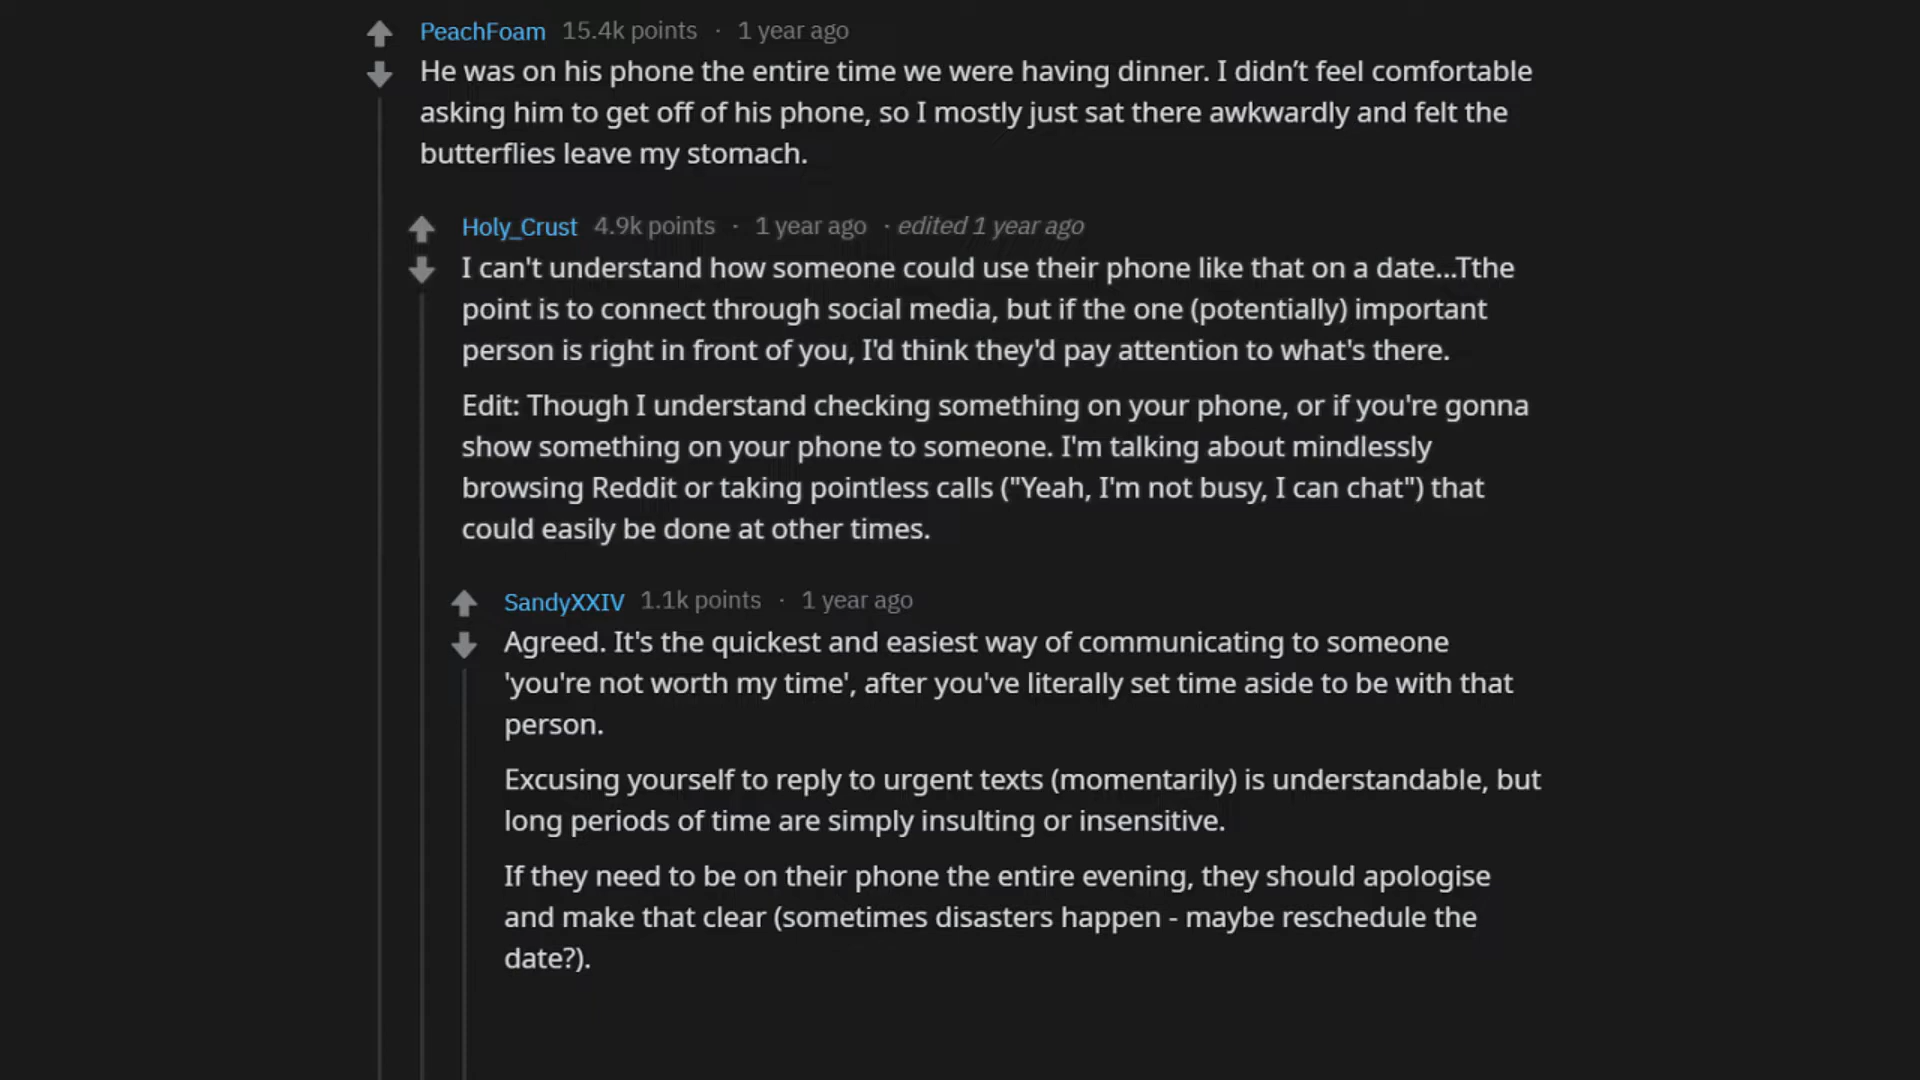 PeachFoam 15.4k points · 1 year ago
He was on his phone the entire time we were having dinner. I didn’t feel comfortable
asking him to get off of his phone, so I mostly just sat there awkwardly and felt the
butterflies leave my stomach.
Holy_Crust 4.9k points · 1 year ago · edited 1 year ago
I can't understand how someone could use their phone like that on a date...Tthe
point is to connect through social media, but if the one (potentially) important
person is right in front of you, I'd think they'd pay attention to what's there.
Edit: Though I understand checking something on your phone, or if you're gonna
show something on your phone to someone. I'm talking about mindlessly
browsing Reddit or taking pointless calls ("Yeah, I'm not busy, I can chat") that
could easily be done at other times.
SandyXXIV 1.1k points · 1 year ago
Agreed. It's the quickest and easiest way of communicating to someone
'you're not worth my time', after you've literally set time aside to be with that
person.
Excusing yourself to reply to urgent texts (momentarily) is understandable, but
long periods of time are simply insulting or insensitive.
If they need to be on their phone the entire evening, they should apologise
and make that clear (sometimes disasters happen - maybe reschedule the
date?).